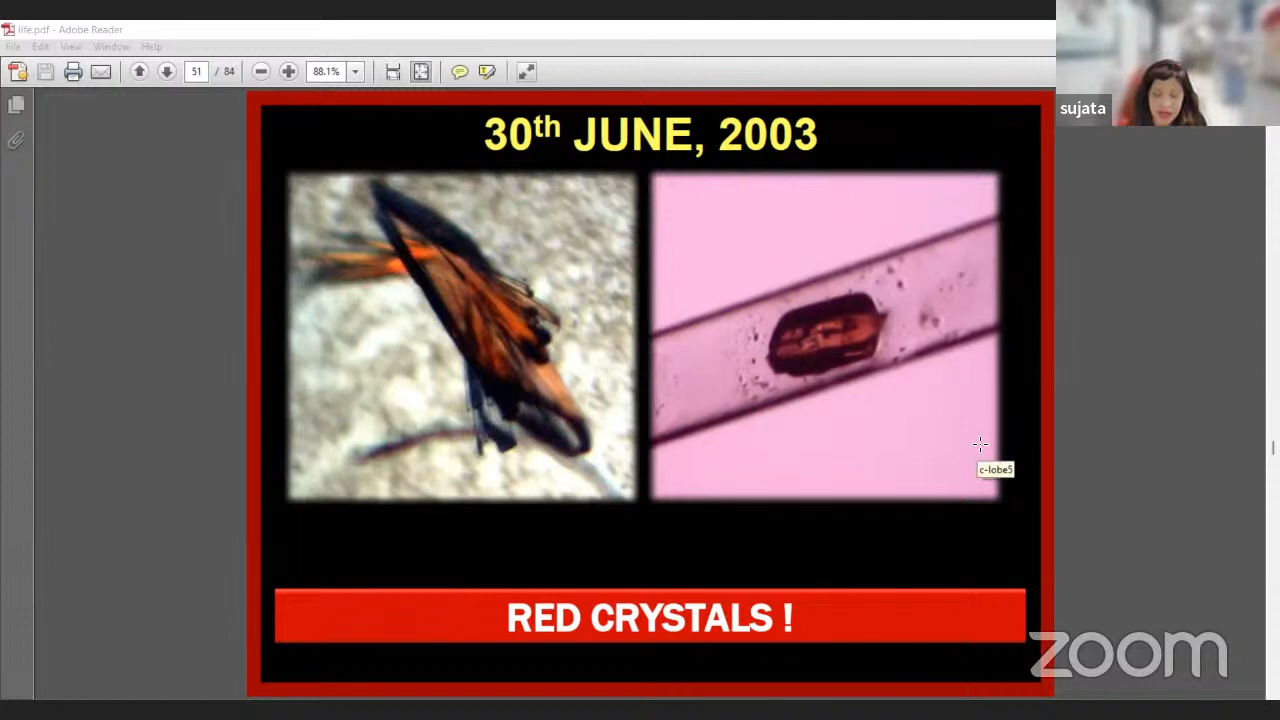 life.pdf - Adobe Reader
File Edit View Window Help
51 / 84 88.1%
sujata
30th JUNE, 2003
c-lobe5
RED CRYSTALS !
zoom